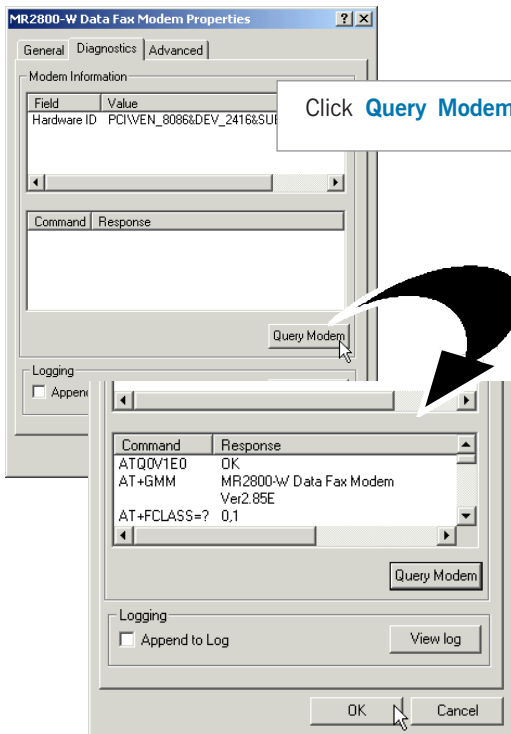 MR2800-W Data Fax Modem Properties
General Diagnostics Advanced
Modem Information
Field Value
Hardware ID PCI\VEN_8086&DEV_2416&SU
Click Query Modem
Command Response
Query Modem
Logging
Append
Command Response
ATQ0V1E0 OK
AT+GMM MR2800-W Data Fax Modem
Ver2.85E
AT+FCLASS=? 0,1
Query Modem
Logging
Append to Log View log
OK Cancel